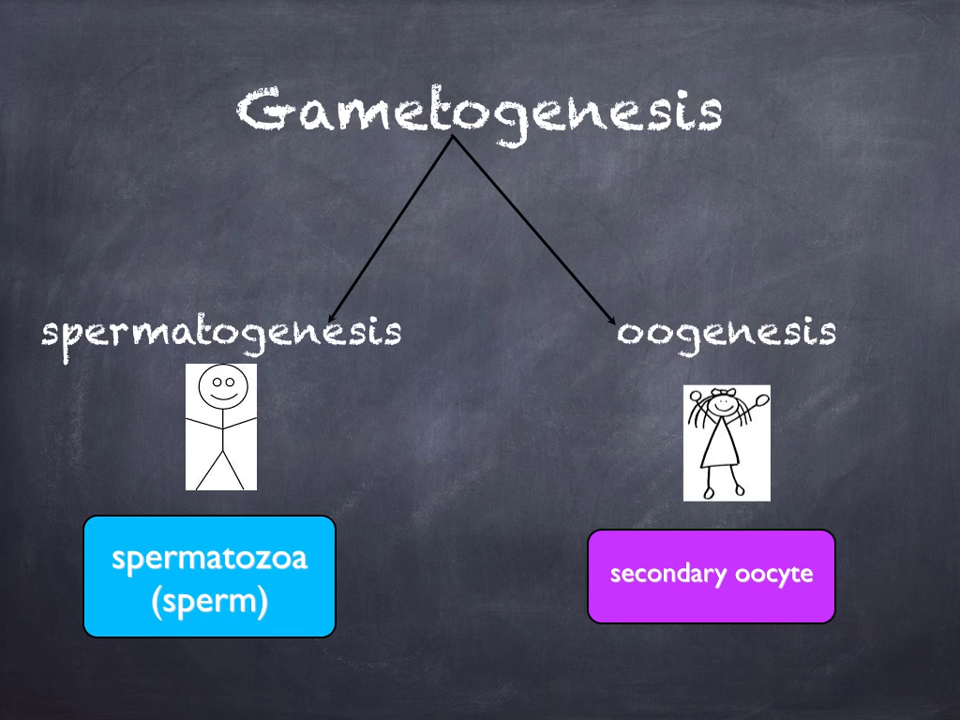 Gametogenesis
spermatogenesis
oogenesis
spermatozoa
(sperm)
secondary oocyte